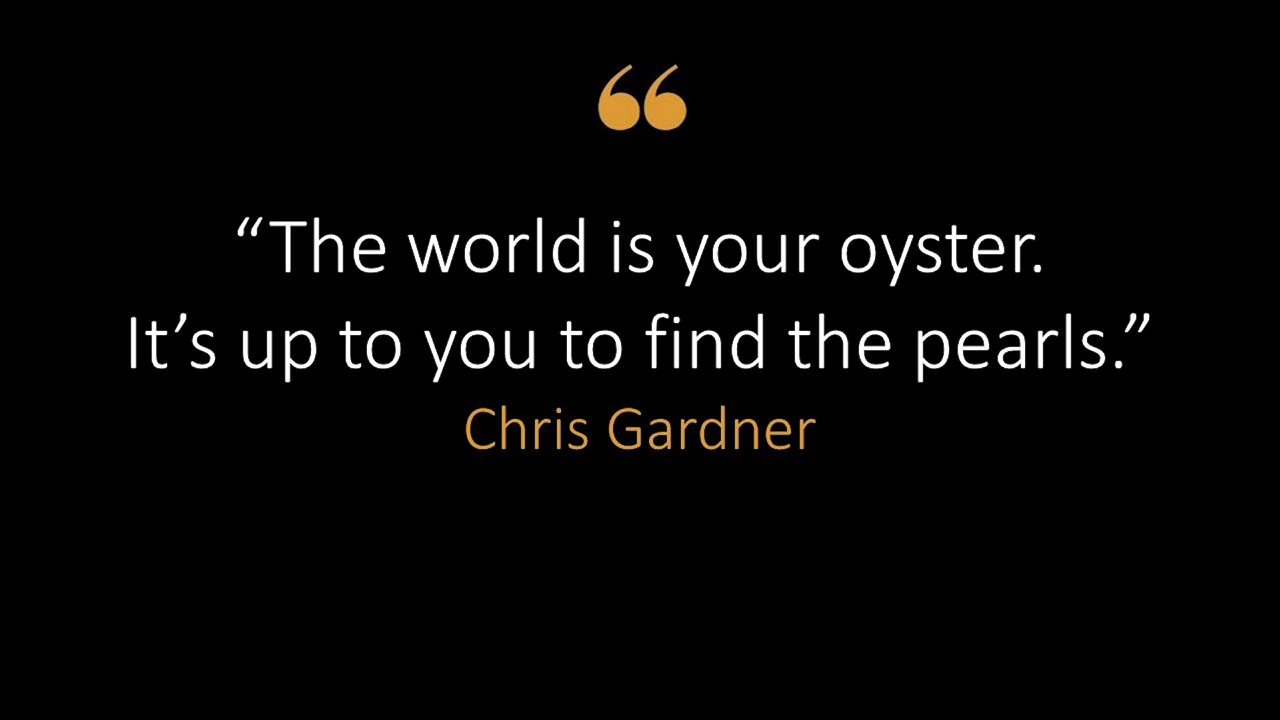 “
“The world is your oyster.
It’s up to you to find the pearls.”
Chris Gardner